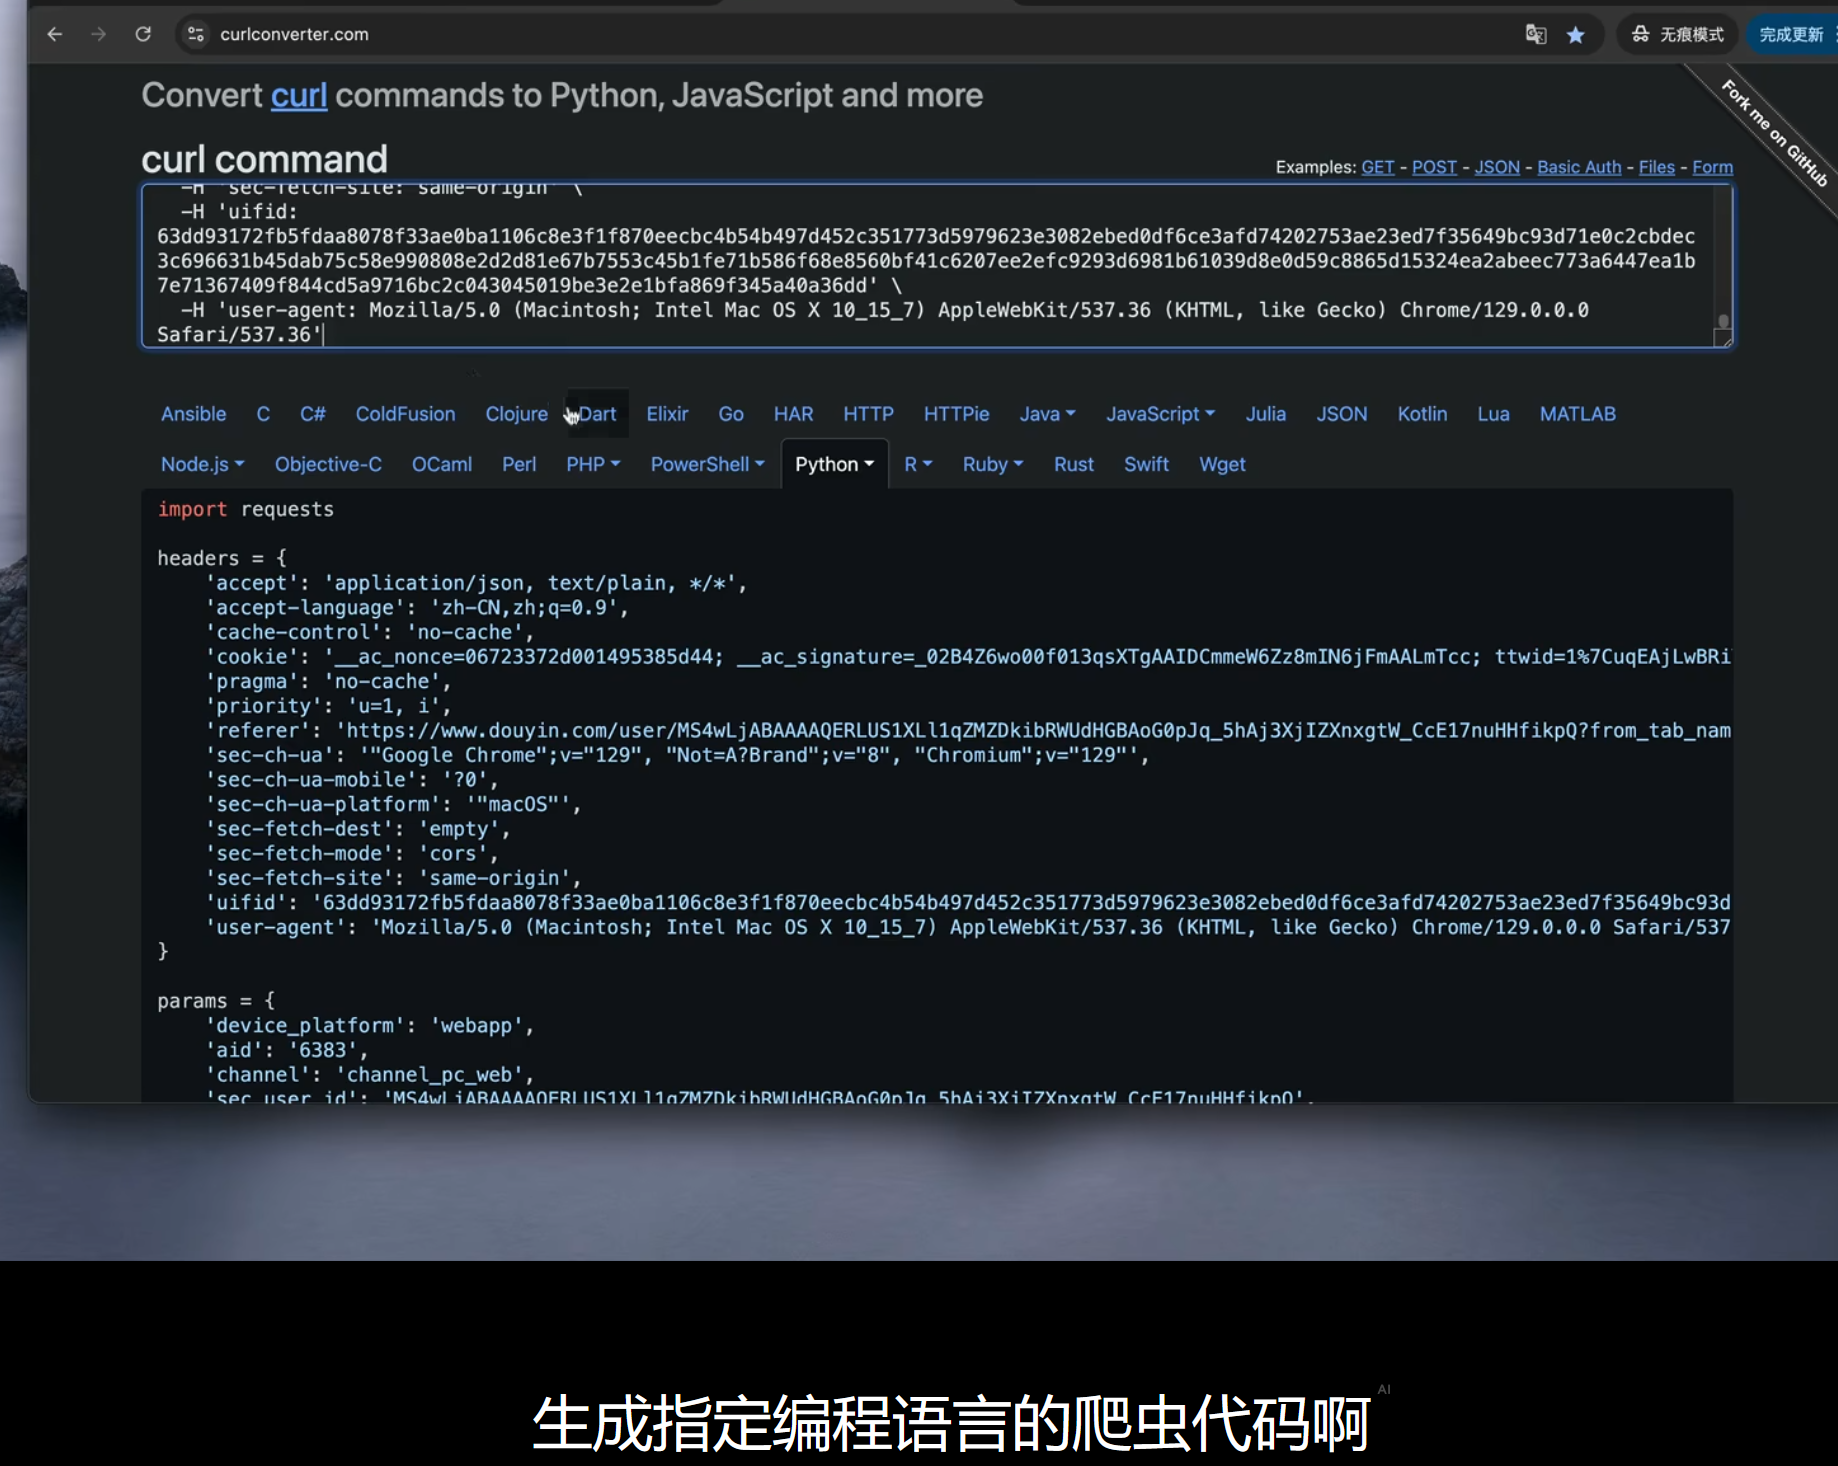 curlconverter.com
无痕模式
完成更新
Fork me on GitHub
Convert curl commands to Python, JavaScript and more
curl command
Examples: GET - POST - JSON - Basic Auth - Files - Form
-H 'sec-fetch-site: same-origin' \
-H 'uifid:
63dd93172fb5fdaa8078f33ae0ba1106c8e3f1f870eecbc4b54b497d452c351773d5979623e3082ebed0df6ce3afd74202753ae23ed7f35649bc93d71e0c2cbdec
3c696631b45dab75c58e990808e2d2d81e67b7553c45b1fe71b586f68e8560bf41c6207ee2efc9293d6981b61039d8e0d59c8865d15324ea2abeec773a6447ea1b
7e71367409f844cd5a9716bc2c043045019be3e2e1bfa869f345a40a36dd' \
-H 'user-agent: Mozilla/5.0 (Macintosh; Intel Mac OS X 10_15_7) AppleWebKit/537.36 (KHTML, like Gecko) Chrome/129.0.0.0
Safari/537.36'
Ansible C C# ColdFusion Clojure Dart Elixir Go HAR HTTP HTTPie Java JavaScript Julia JSON Kotlin Lua MATLAB
Node.js Objective-C OCaml Perl PHP PowerShell Python R Ruby Rust Swift Wget
import requests
headers = {
'accept': 'application/json, text/plain, */*',
'accept-language': 'zh-CN,zh;q=0.9',
'cache-control': 'no-cache',
'cookie': '__ac_nonce=06723372d001495385d44; __ac_signature=_02B4Z6wo00f013qsXTgAAIDCmmeW6Zz8mIN6jFmAALmTcc; ttwid=1%7CuqEAjLwBRi
'pragma': 'no-cache',
'priority': 'u=1, i',
'referer': 'https://www.douyin.com/user/MS4wLjABAAAAQERLUS1XLl1qZMZDkibRWUdHGBAoG0pJq_5hAj3XjIZXnxgtW_CcE17nuHHfikpQ?from_tab_nam
'sec-ch-ua': '"Google Chrome";v="129", "Not=A?Brand";v="8", "Chromium";v="129"',
'sec-ch-ua-mobile': '?0',
'sec-ch-ua-platform': '"macOS"',
'sec-fetch-dest': 'empty',
'sec-fetch-mode': 'cors',
'sec-fetch-site': 'same-origin',
'uifid': '63dd93172fb5fdaa8078f33ae0ba1106c8e3f1f870eecbc4b54b497d452c351773d5979623e3082ebed0df6ce3afd74202753ae23ed7f35649bc93d
'user-agent': 'Mozilla/5.0 (Macintosh; Intel Mac OS X 10_15_7) AppleWebKit/537.36 (KHTML, like Gecko) Chrome/129.0.0.0 Safari/537
}
params = {
'device_platform': 'webapp',
'aid': '6383',
'channel': 'channel_pc_web',
'sec_user_id': 'MS4wLjABAAAAQERLUS1XLl1qZMZDkibRWUdHGBAoG0pJq_5hAj3XjIZXnxgtW_CcE17nuHHfikpQ',
AI
生成指定编程语言的爬虫代码啊